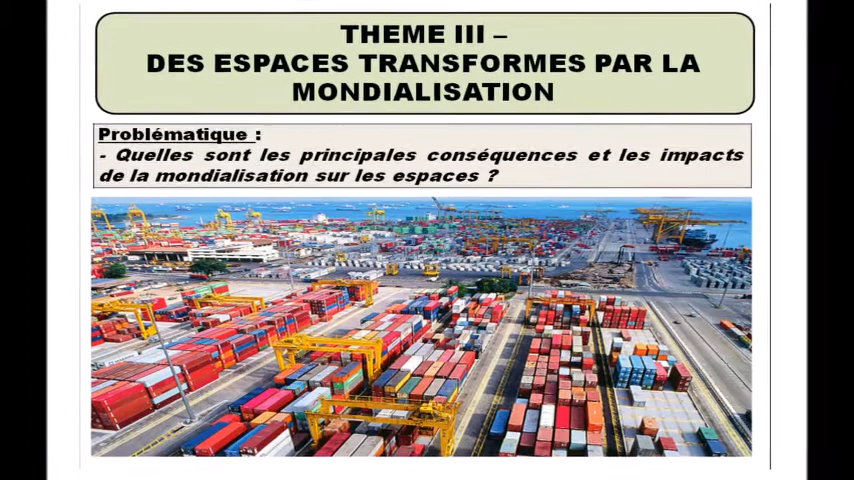 THEME III –
DES ESPACES TRANSFORMES PAR LA
MONDIALISATION
Problématique :
- Quelles sont les principales conséquences et les impacts
de la mondialisation sur les espaces ?